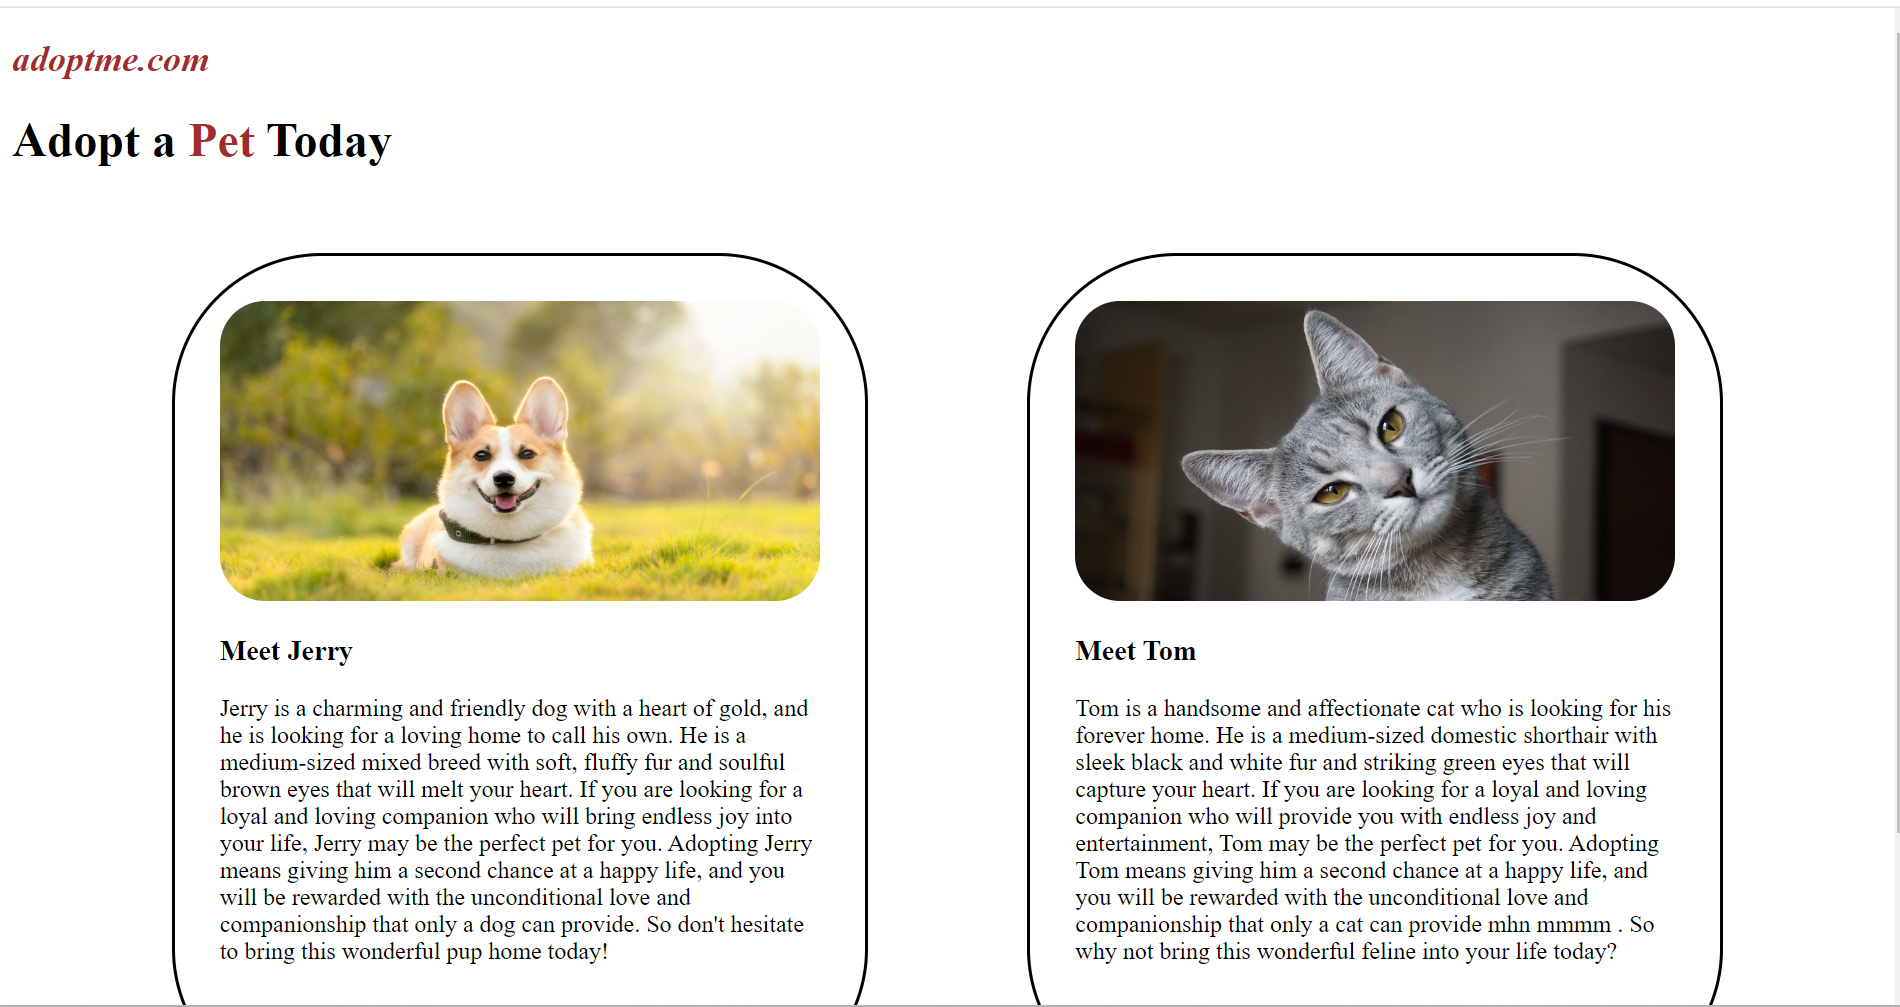 adoptme.com
Adopt a Pet Today
Meet Jerry
Jerry is a charming and friendly dog with a heart of gold, and
he is looking for a loving home to call his own. He is a
medium-sized mixed breed with soft, fluffy fur and soulful
brown eyes that will melt your heart. If you are looking for a
loyal and loving companion who will bring endless joy into
your life, Jerry may be the perfect pet for you. Adopting Jerry
means giving him a second chance at a happy life, and you
will be rewarded with the unconditional love and
companionship that only a dog can provide. So don't hesitate
to bring this wonderful pup home today!
Meet Tom
Tom is a handsome and affectionate cat who is looking for his
forever home. He is a medium-sized domestic shorthair with
sleek black and white fur and striking green eyes that will
capture your heart. If you are looking for a loyal and loving
companion who will provide you with endless joy and
entertainment, Tom may be the perfect pet for you. Adopting
Tom means giving him a second chance at a happy life, and
you will be rewarded with the unconditional love and
companionship that only a cat can provide mhn mmmm . So
why not bring this wonderful feline into your life today?